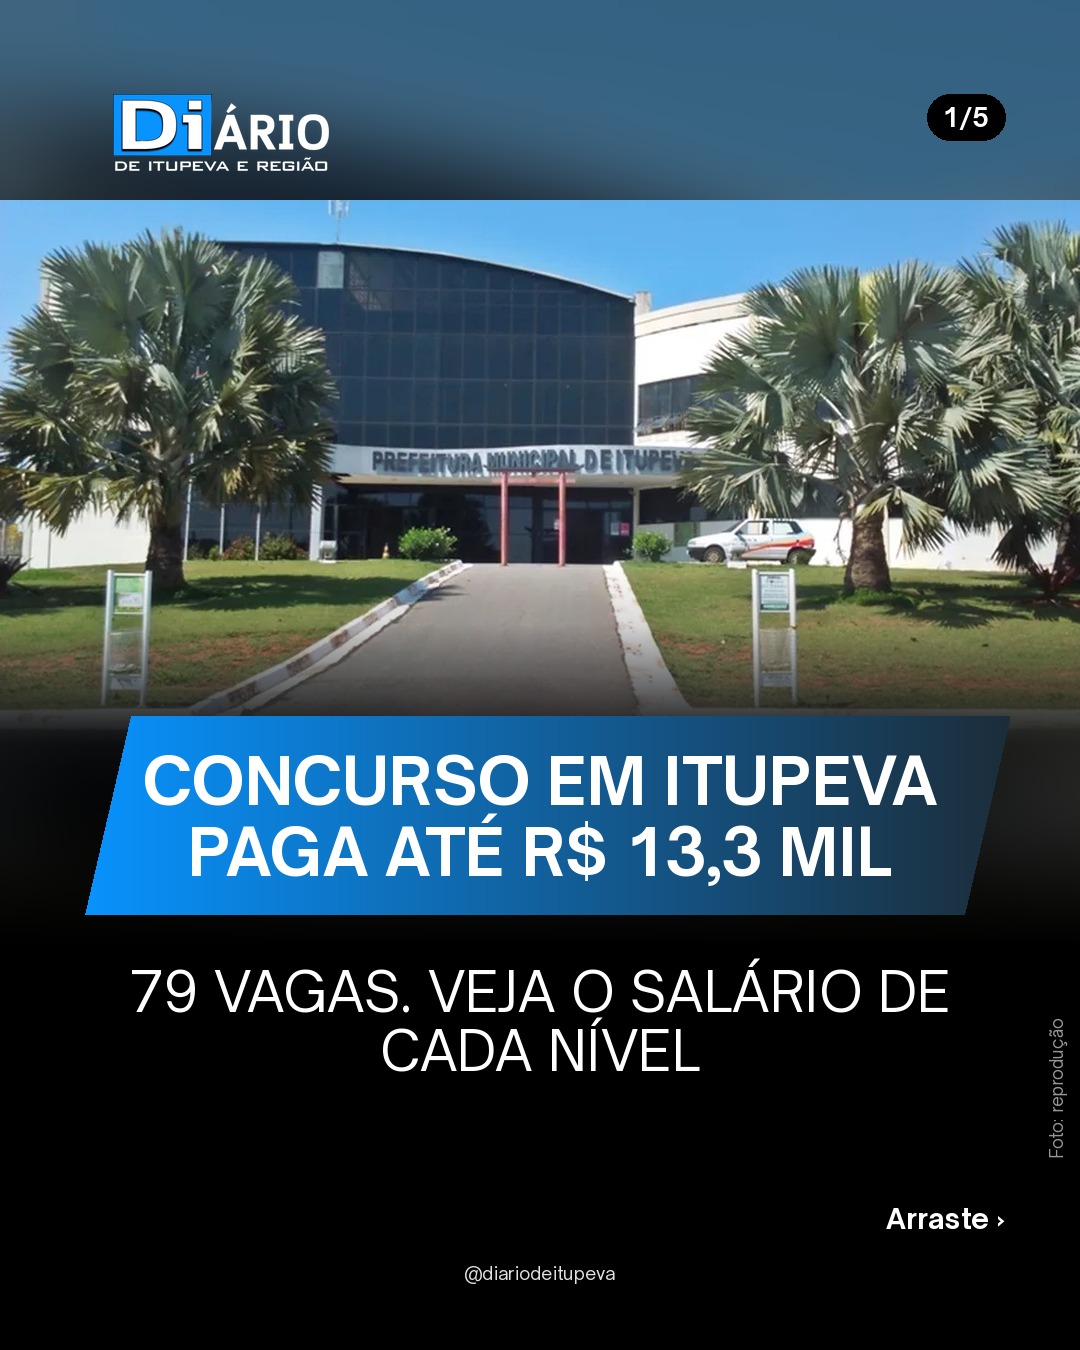 DiÁRIO
DE ITUPEVA E REGIÃO
1/5
PREFEITURA MUNICIPAL DE ITUPEVA
CONCURSO EM ITUPEVA
PAGA ATÉ R$ 13,3 MIL
79 VAGAS. VEJA O SALÁRIO DE
CADA NÍVEL
Foto: reprodução
Arraste ›
@diariodeitupeva